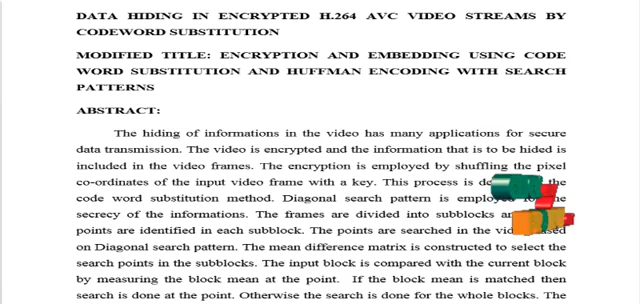 DATA HIDING IN ENCRYPTED H.264 AVC VIDEO STREAMS BY
CODEWORD SUBSTITUTION
MODIFIED TITLE: ENCRYPTION AND EMBEDDING USING CODE
WORD SUBSTITUTION AND HUFFMAN ENCODING WITH SEARCH
PATTERNS
ABSTRACT:
The hiding of informations in the video has many applications for secure
data transmission. The video is encrypted and the information that is to be hided is
included in the video frames. The encryption is employed by shuffling the pixel
co-ordinates of the input video frame with a key. This process is the
code word substitution method. Diagonal search pattern is
secrecy of the informations. The frames are divided into subblocks
points are identified in each subblock. The points are searched in the
on Diagonal search pattern. The mean difference matrix is constructed to select the
search points in the subblocks. The input block is compared with the current block
by measuring the block mean at the point. If the block mean is matched then
search is done at the point. Otherwise the search is done for the whole blocks. The